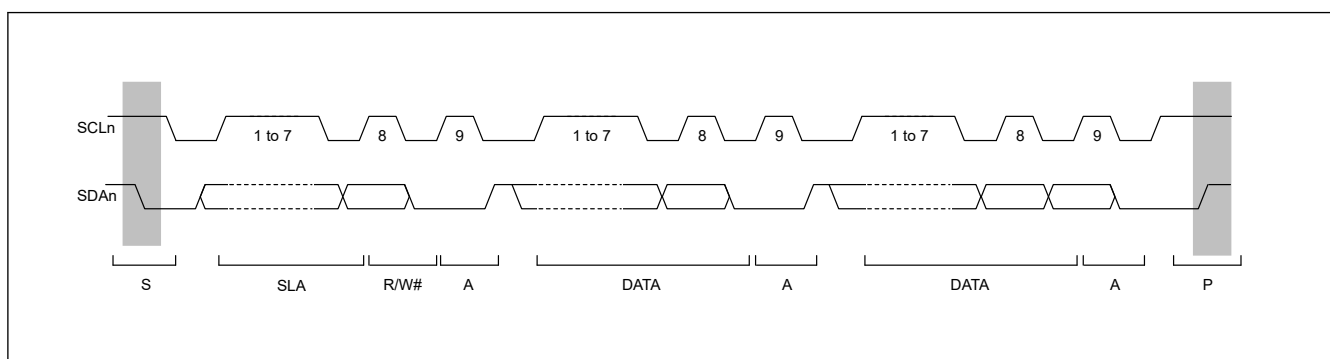 SCLn 1 to 7 8 9 1 to 7 8 9 1 to 7 8 9
SDAn
S SLA R/W# A DATA A DATA A P